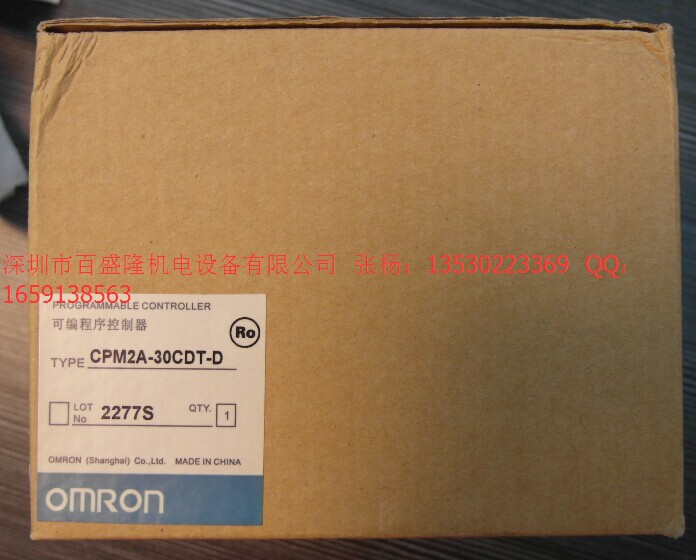 深圳市百盛隆机电设备有限公司 张杨：13530223369 QQ：
1659138563
PROGRAMMABLE CONTROLLER
可编程序控制器
Ro
TYPE CPM2A-30CDT-D
LOT No 2277S QTY. 1
OMRON (Shanghai) Co.,Ltd. MADE IN CHINA
OMRON